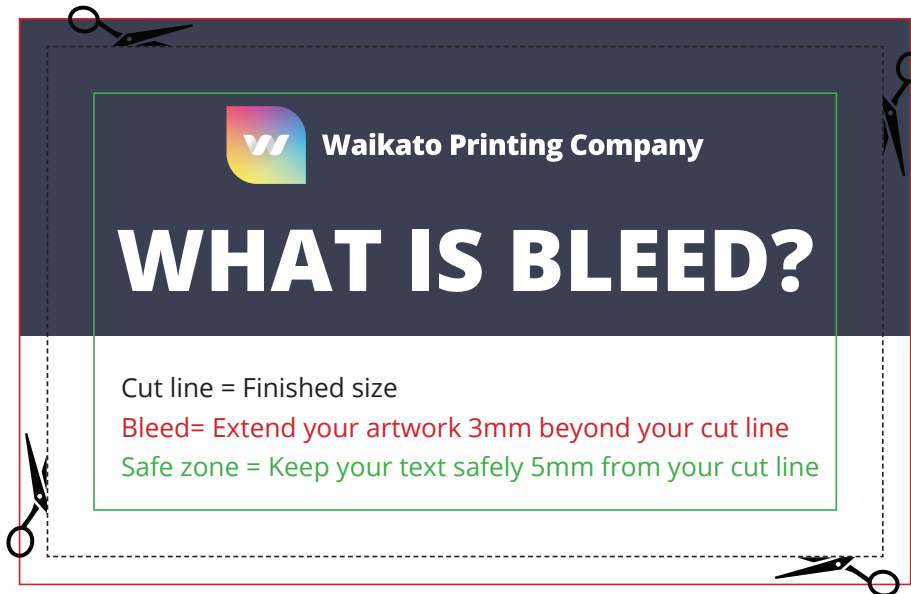 Waikato Printing Company
WHAT IS BLEED?
Cut line = Finished size
Bleed= Extend your artwork 3mm beyond your cut line
Safe zone = Keep your text safely 5mm from your cut line